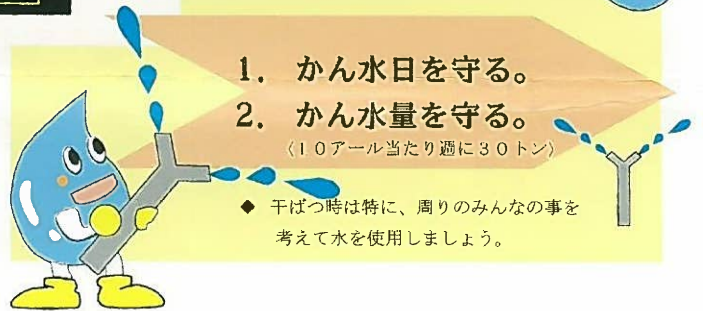 1. かん水日を守る。
2. かん水量を守る。
〈10アール当たり週に30トン〉
◆ 干ばつ時は特に、周りのみんなの事を
考えて水を使用しましょう。